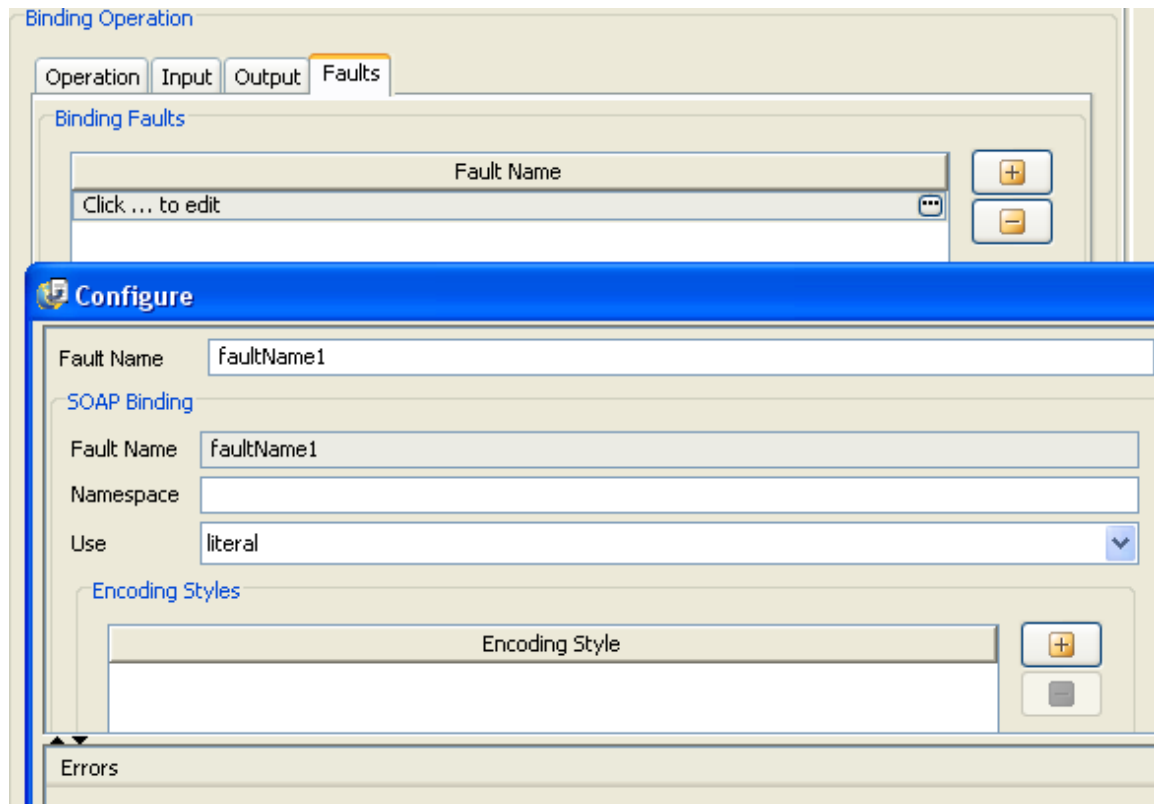 Binding Operation
Operation Input Output Faults
Binding Faults
Fault Name
Click ... to edit
Configure
Fault Name faultName1
SOAP Binding
Fault Name faultName1
Namespace
Use literal
Encoding Styles
Encoding Style
Errors